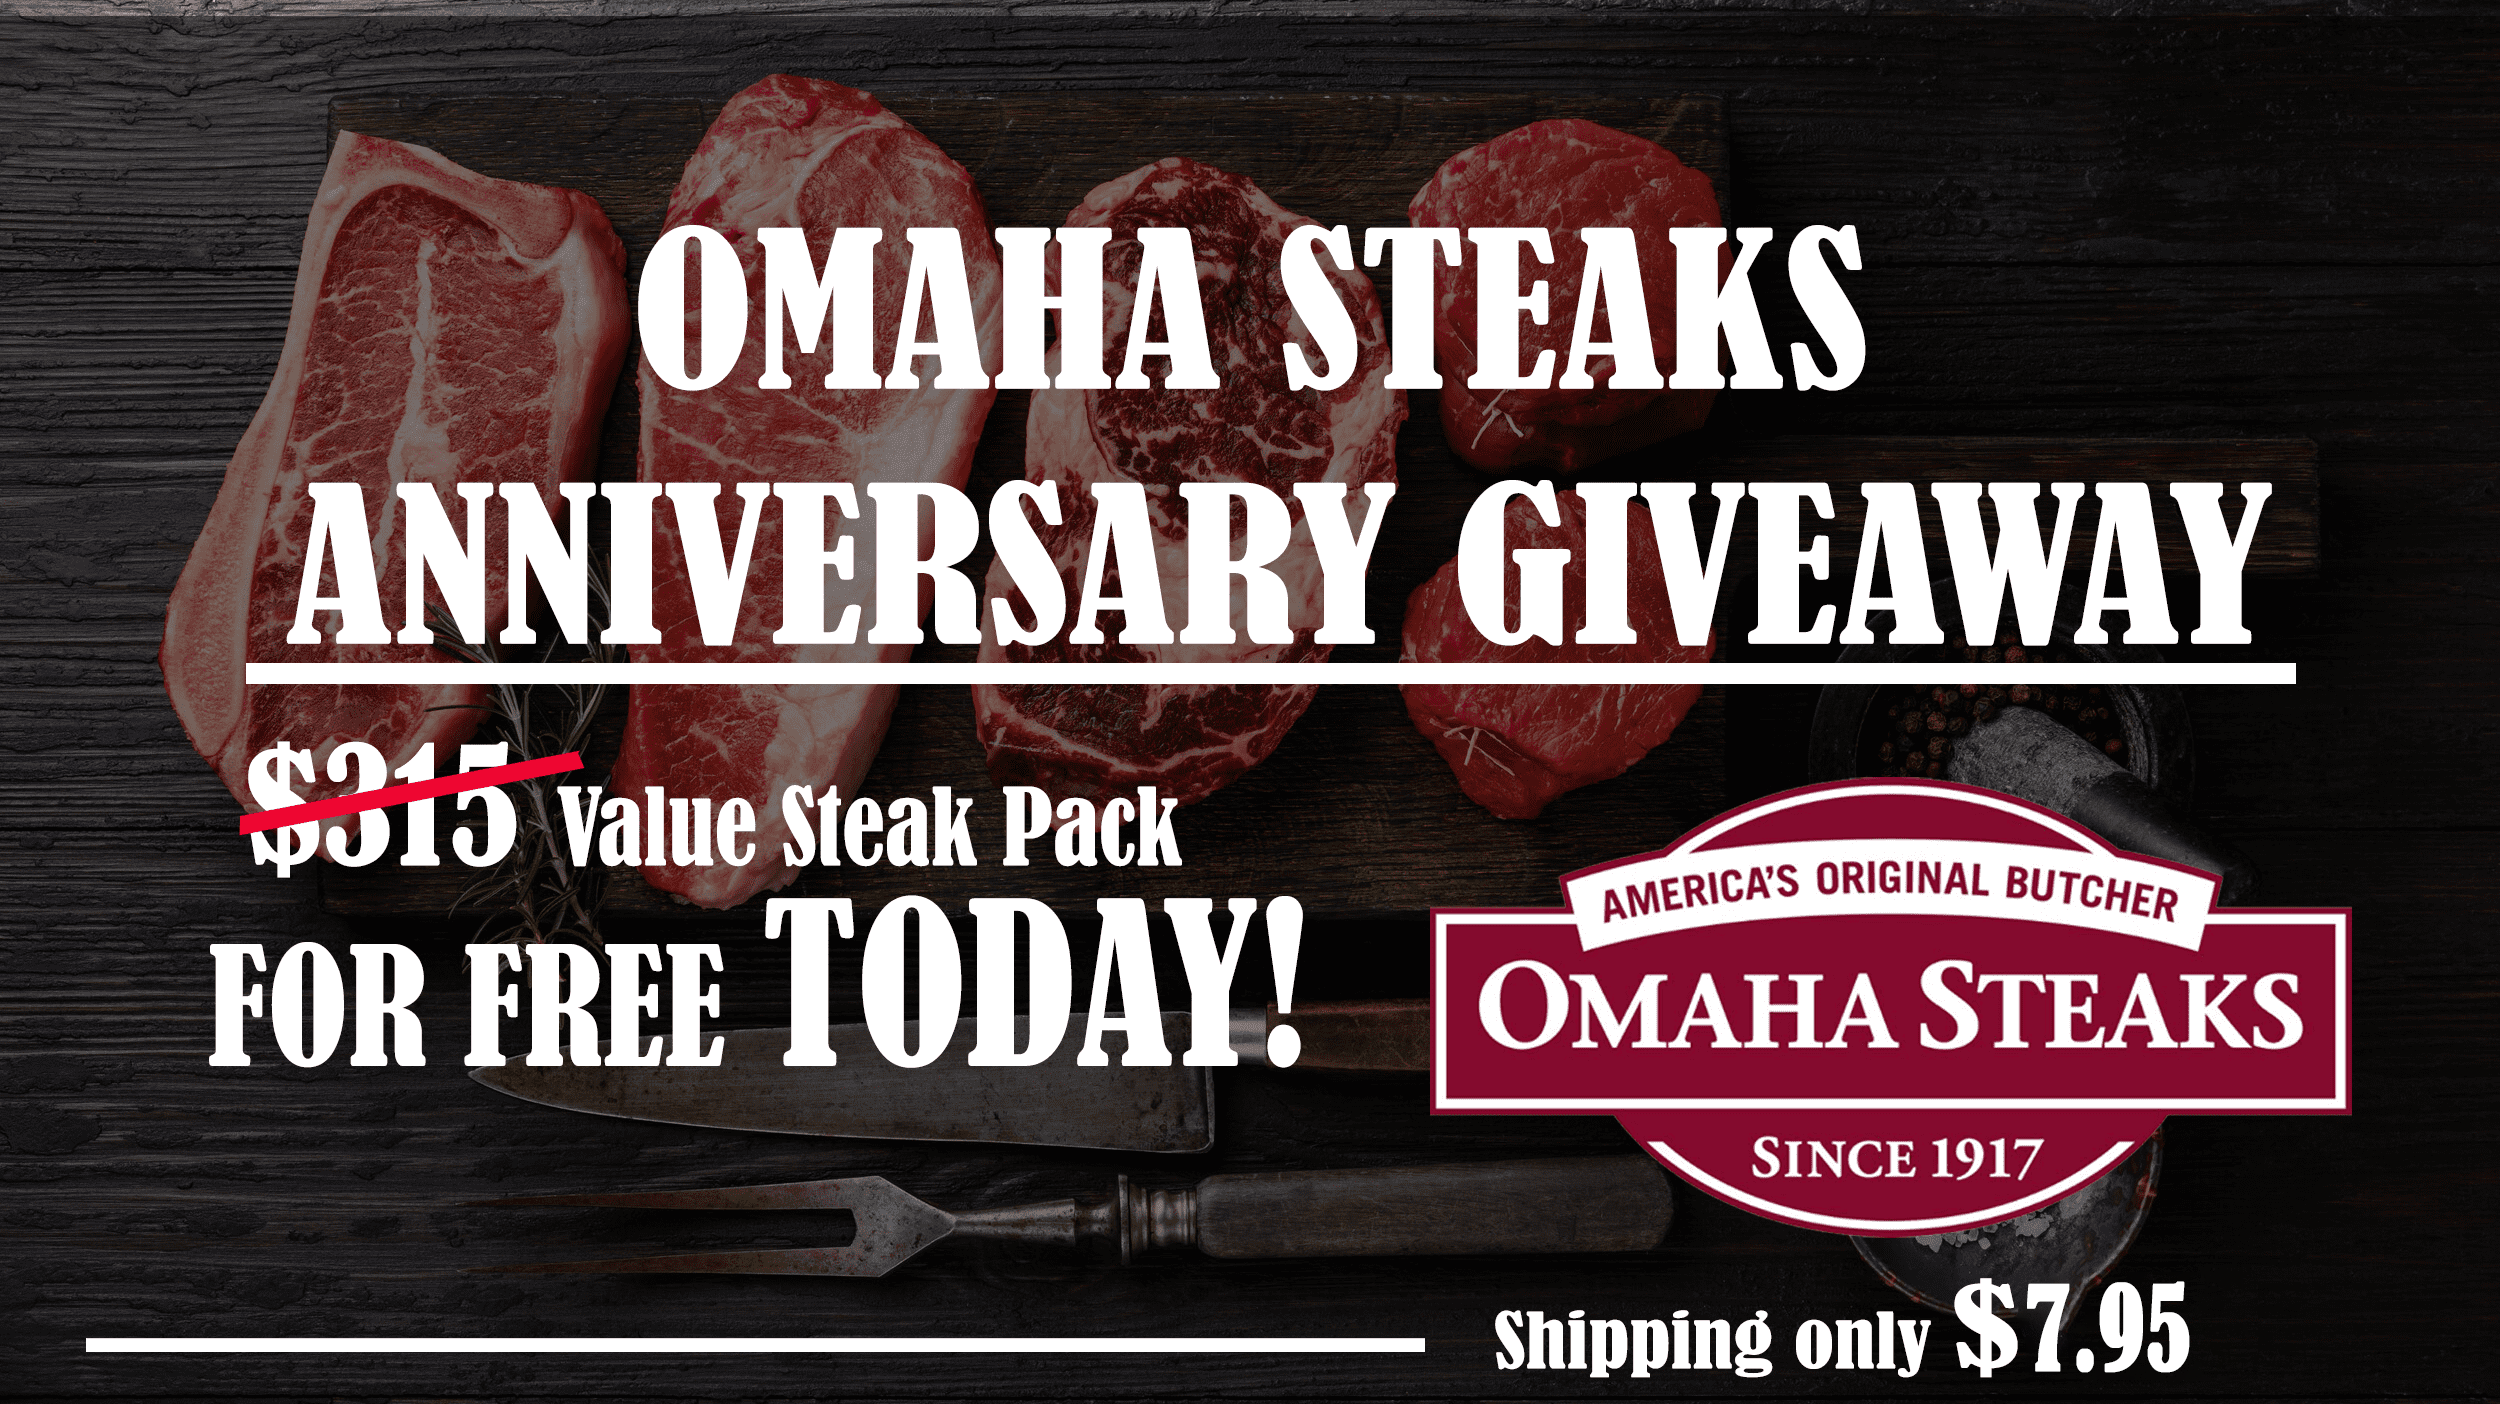 OMAHA STEAKS
ANNIVERSARY GIVEAWAY
$315 Value Steak Pack
FOR FREE TODAY!
AMERICA'S ORIGINAL BUTCHER
OMAHA STEAKS
SINCE 1917
Shipping only $7.95